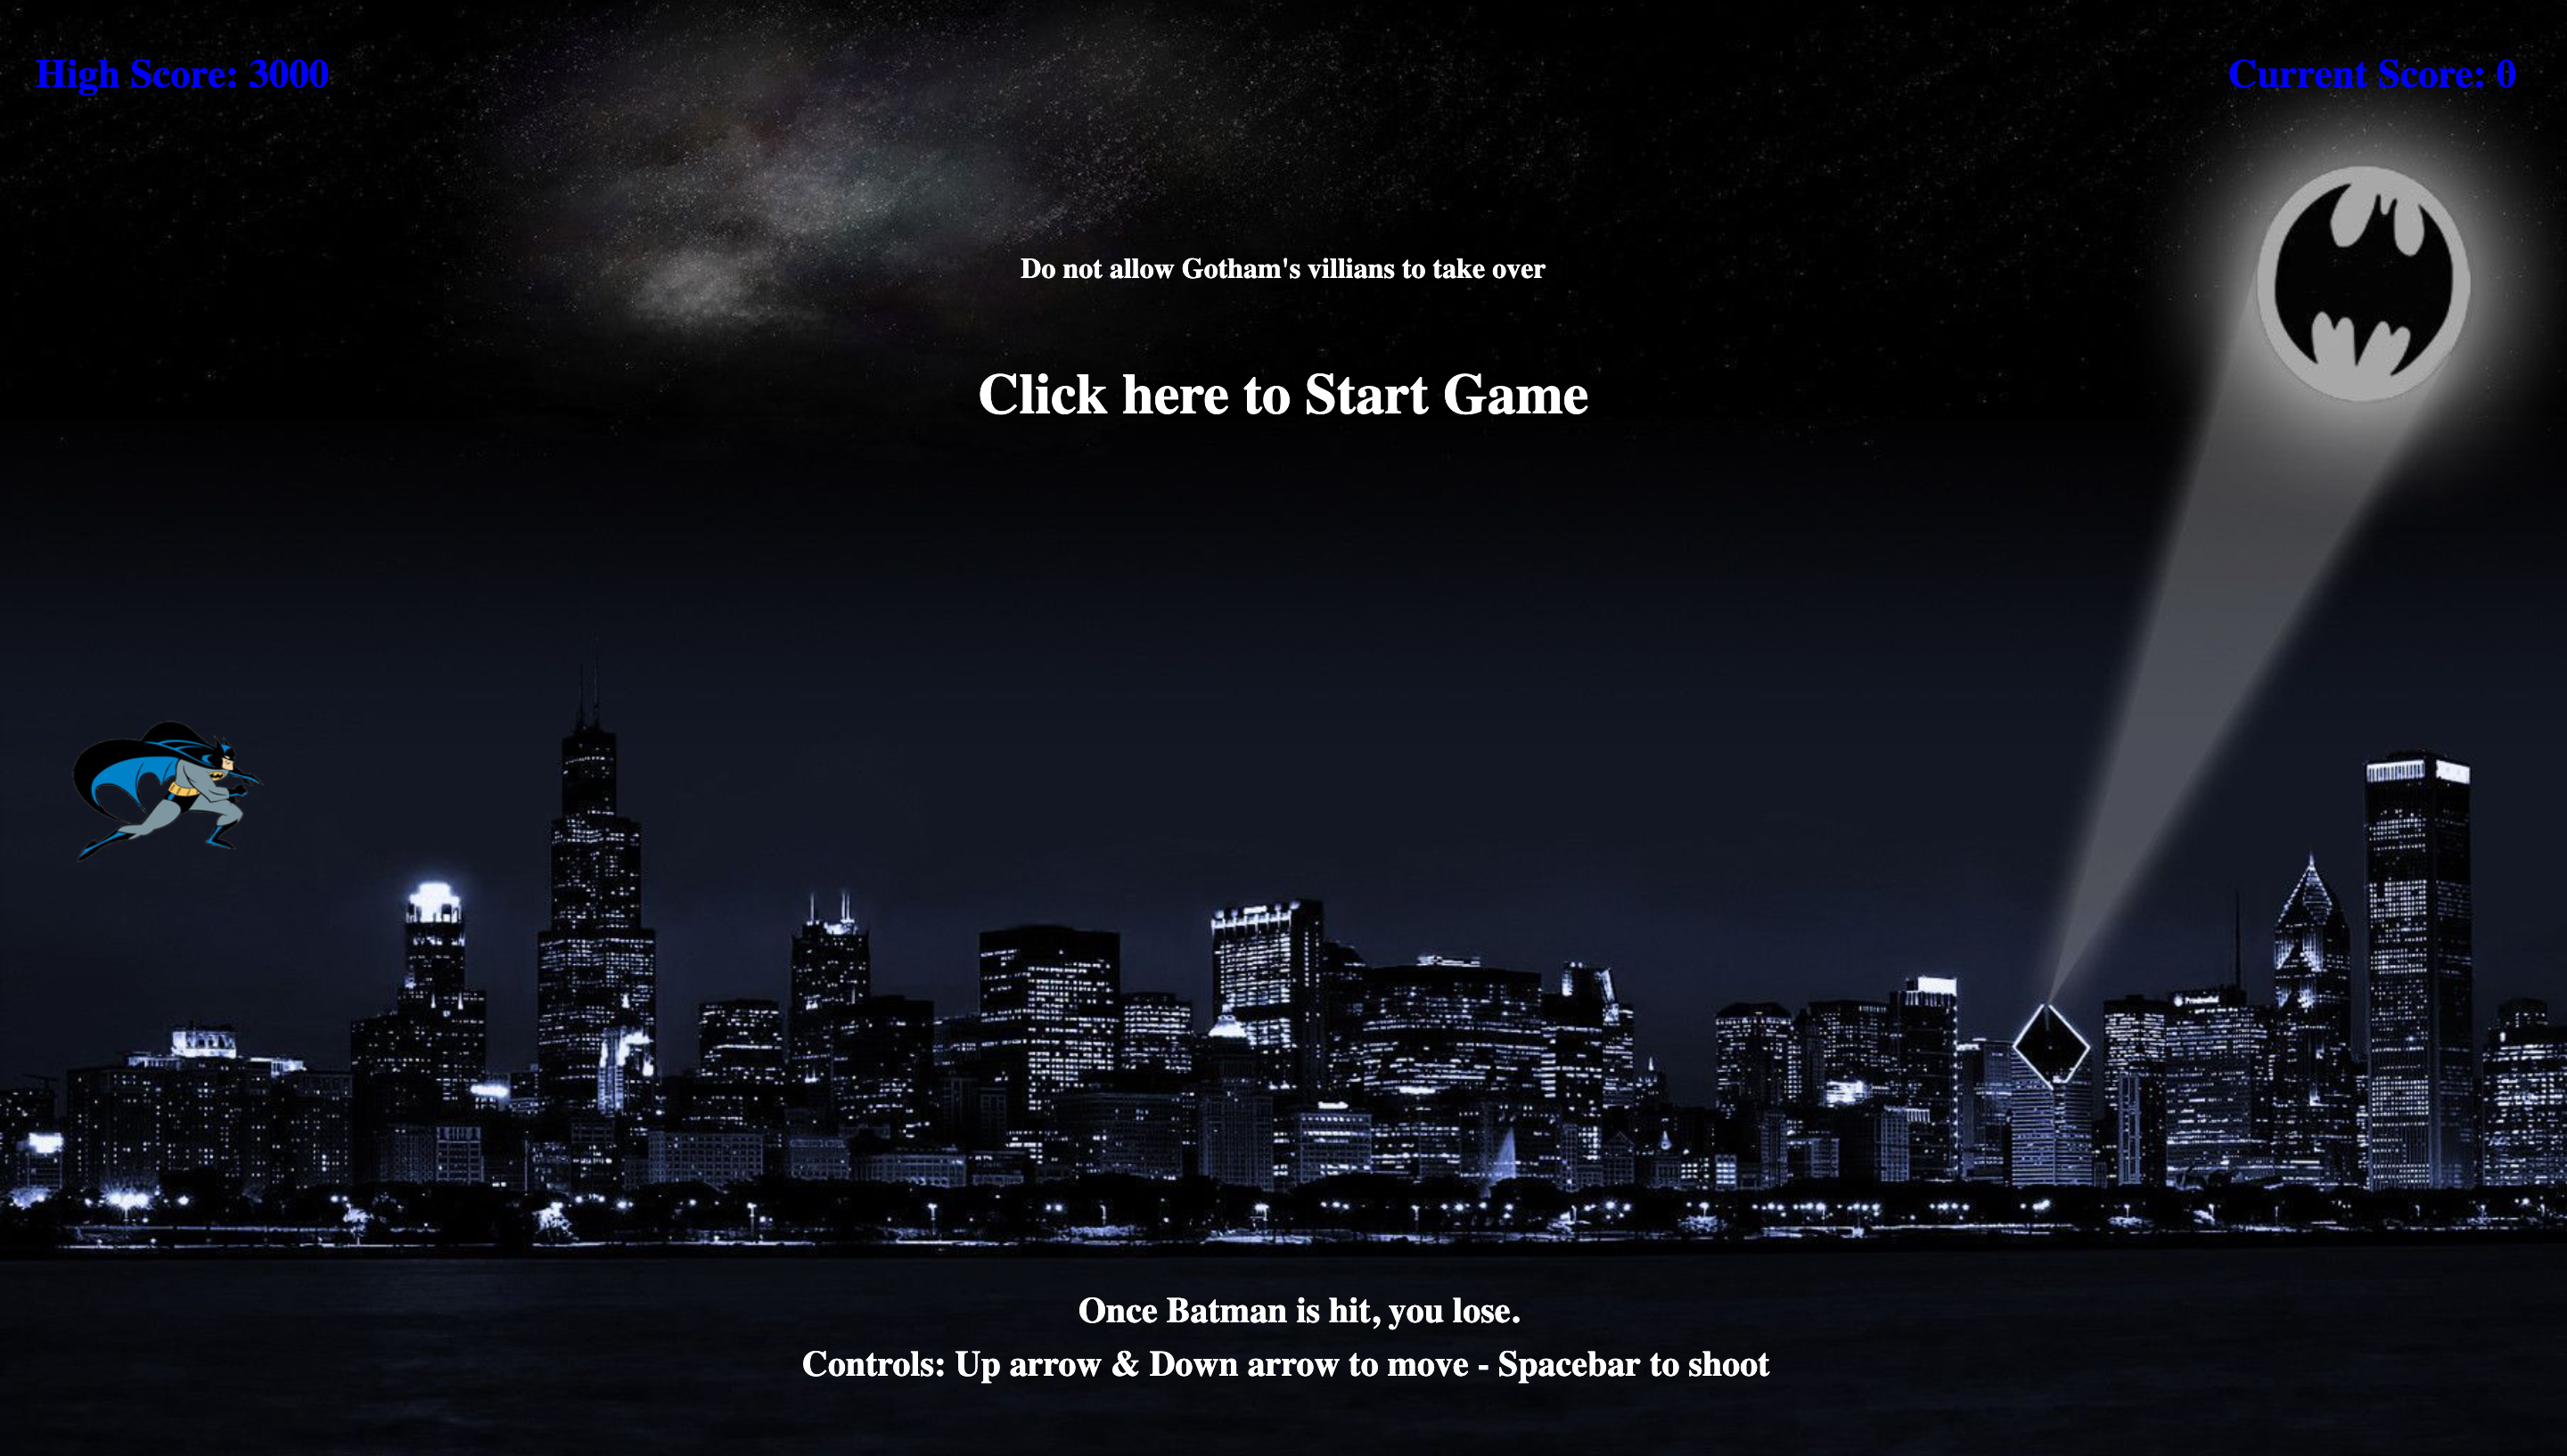 High Score: 3000
Current Score: 0
Do not allow Gotham's villians to take over
Click here to Start Game
Prudential
Once Batman is hit, you lose.
Controls: Up arrow & Down arrow to move - Spacebar to shoot